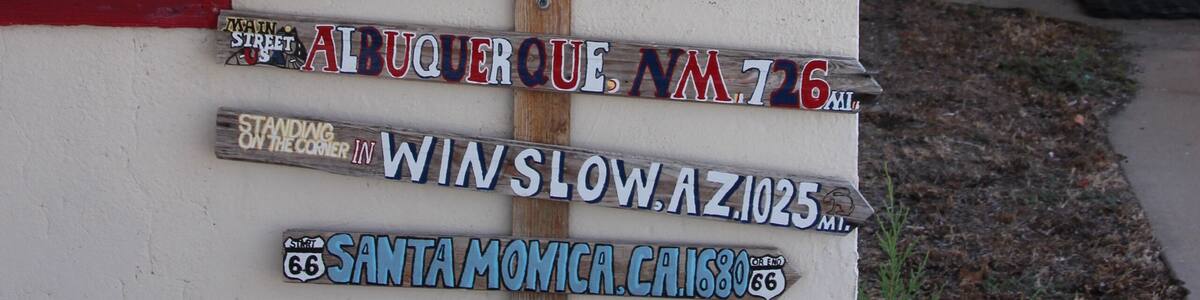 MAIN STREET US ALBUQUERQUE, NM, 726 MI.
STANDING ON THE CORNER IN WINSLOW, AZ. 1025 MI.
START 66 SANTA MONICA, CA. 1680 OR END 66